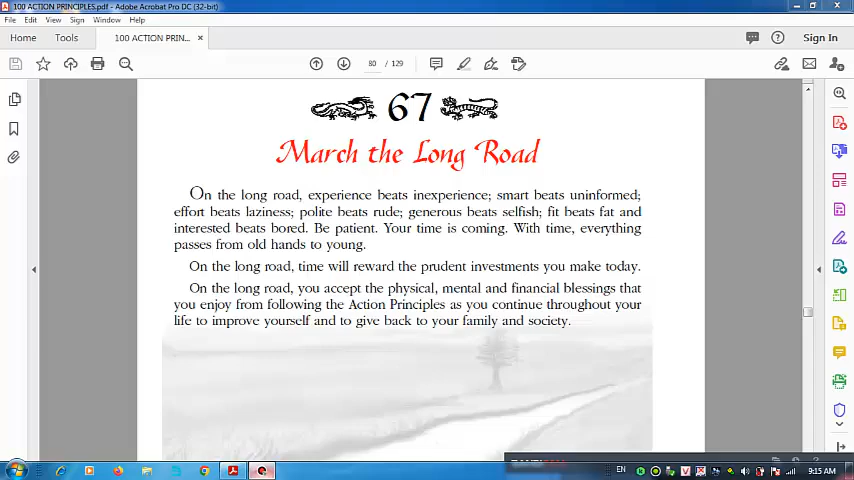 100 ACTION PRINCIPLES.pdf - Adobe Acrobat Pro DC (32-bit)
File Edit View Sign Window Help
Home Tools 100 ACTION PRIN... × Sign In
80 / 129
67
March the Long Road
On the long road, experience beats inexperience; smart beats uninformed;
effort beats laziness; polite beats rude; generous beats selfish; fit beats fat and
interested beats bored. Be patient. Your time is coming. With time, everything
passes from old hands to young.
On the long road, time will reward the prudent investments you make today.
On the long road, you accept the physical, mental and financial blessings that
you enjoy from following the Action Principles as you continue throughout your
life to improve yourself and to give back to your family and society.
EN 9:15 AM